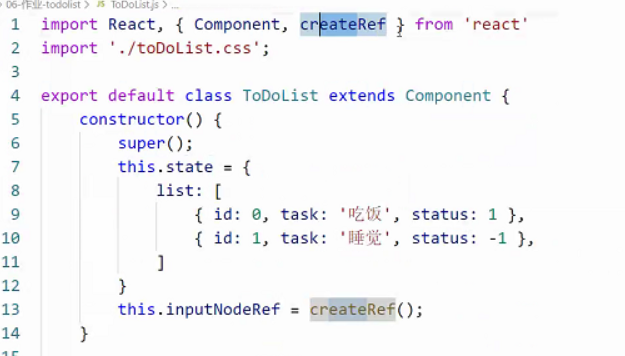 06-作业-todolist > JS ToDoList.js > ...
1 import React, { Component, createRef } from 'react'
2 import './toDoList.css';
3
4 export default class ToDoList extends Component {
5 constructor() {
6 super();
7 this.state = {
8 list: [
9 { id: 0, task: '吃饭', status: 1 },
10 { id: 1, task: '睡觉', status: -1 },
11 ]
12 }
13 this.inputNodeRef = createRef();
14 }